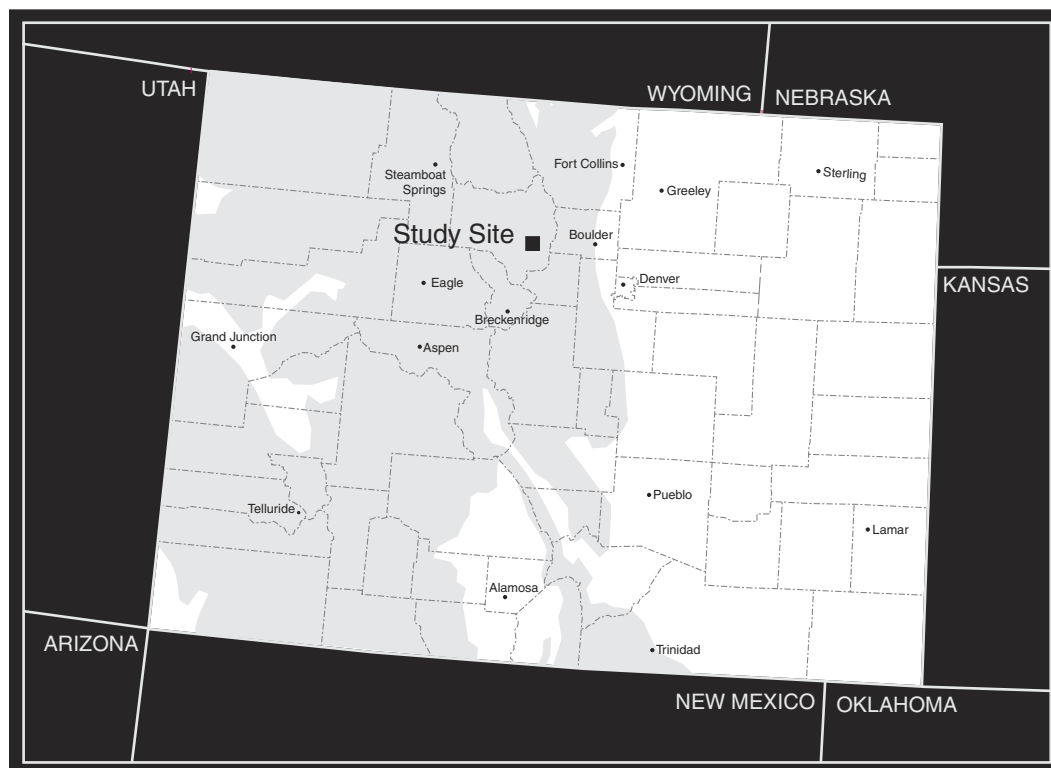 UTAH
WYOMING
NEBRASKA
Fort Collins
Steamboat
Springs
Sterling
Greeley
Study Site
Boulder
KANSAS
Eagle
Denver
Breckenridge
Grand Junction
Aspen
Pueblo
Telluride
Lamar
Alamosa
ARIZONA
Trinidad
NEW MEXICO
OKLAHOMA